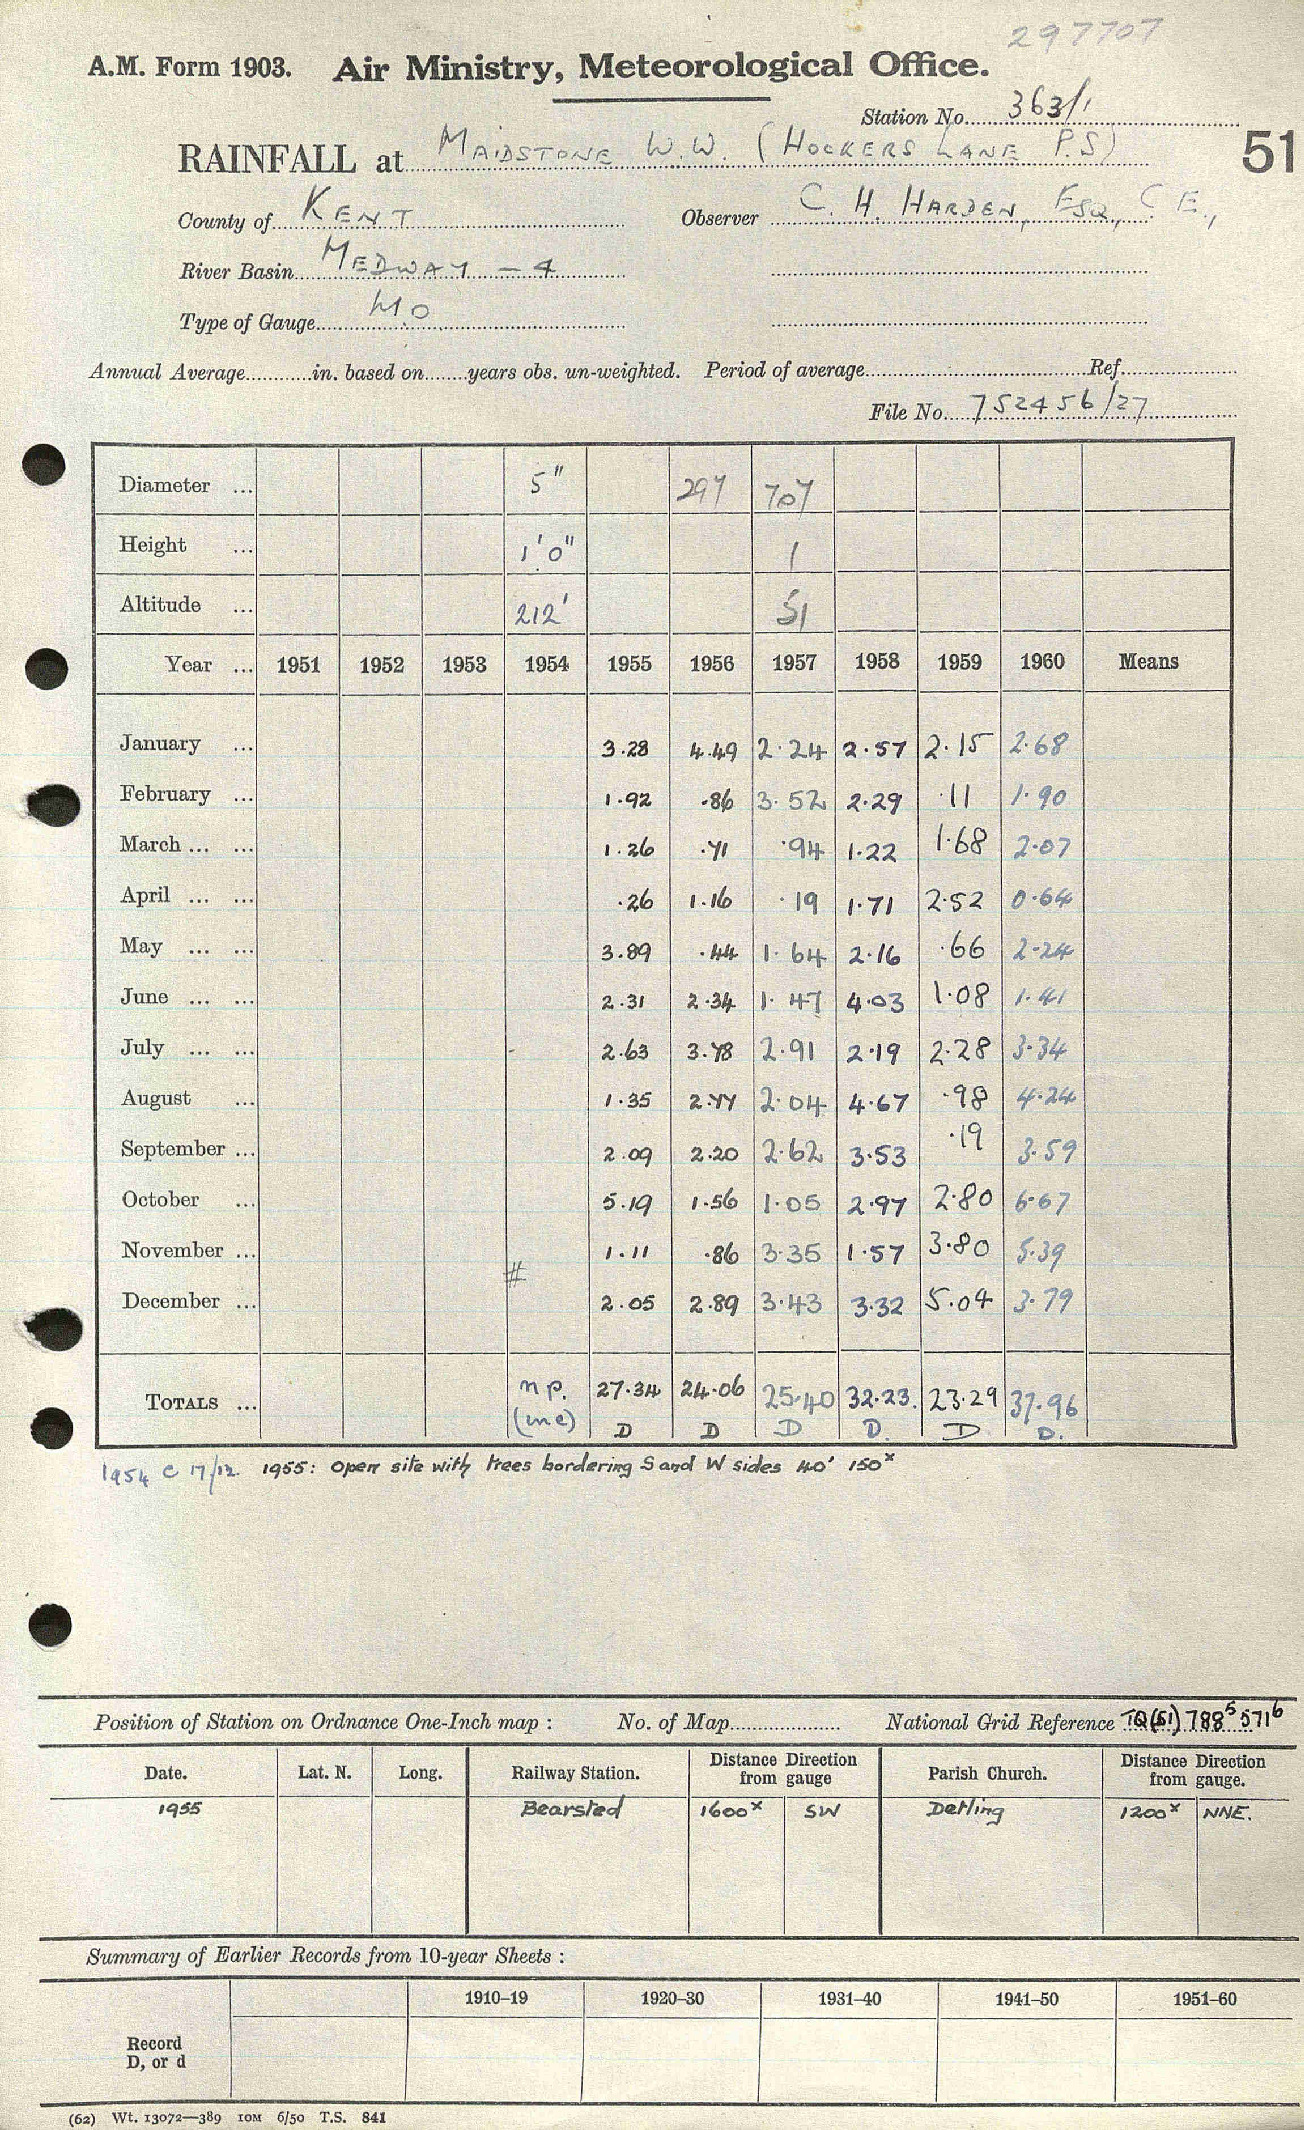 297707
A.M. Form 1903. Air Ministry, Meteorological Office.
Station No. 363/1
RAINFALL at MAIDSTONE W.W. (HOCKERS LANE P.S) 51
County of KENT Observer C. H. HARDEN, ESQ., C.E.,
River Basin MEDWAY - 4
Type of Gauge MO
Annual Average............in. based on........years obs. un-weighted. Period of average............Ref............
File No. 752456/27
Diameter ... 5" 297 707
Height ... 1'0" 1
Altitude ... 212' 51
Year ... 1951 1952 1953 1954 1955 1956 1957 1958 1959 1960 Means
January ... 3.28 4.49 2.24 2.57 2.15 2.68
February ... 1.92 .86 3.52 2.29 .11 1.90
March ... ... 1.26 .71 .94 1.22 1.68 2.07
April ... ... .26 1.16 .19 1.71 2.52 0.64
May ... ... 3.89 .44 1.64 2.16 .66 2.24
June ... ... 2.31 2.34 1.47 4.03 1.08 1.41
July ... ... 2.63 3.78 2.91 2.19 2.28 3.34
August ... 1.35 2.77 2.04 4.67 .98 4.24
September ... 2.09 2.20 2.62 3.53 .19 3.59
October ... 5.19 1.56 1.05 2.97 2.80 6.67
November ... 1.11 .86 3.35 1.57 3.80 5.39
#
December ... 2.05 2.89 3.43 3.32 5.04 3.79
TOTALS ... n p. 27.34 24.06 25.40 32.23. 23.29 37.96
(inc) D D D D. D D.
1954 C 17/12. 1955: Open site with trees bordering S and W sides 40' 150x
Position of Station on Ordnance One-Inch map : No. of Map............ National Grid Reference TQ(51) 788⁵ 571⁶
Date. Lat. N. Long. Railway Station. Distance Direction from gauge Parish Church. Distance Direction from gauge.
1955 Bearsted 1600x SW Detling 1200x NNE.
Summary of Earlier Records from 10-year Sheets :
1910–19 1920–30 1931–40 1941–50 1951–60
Record
D, or d
(62) Wt. 13072—389 10M 6/50 T.S. 841